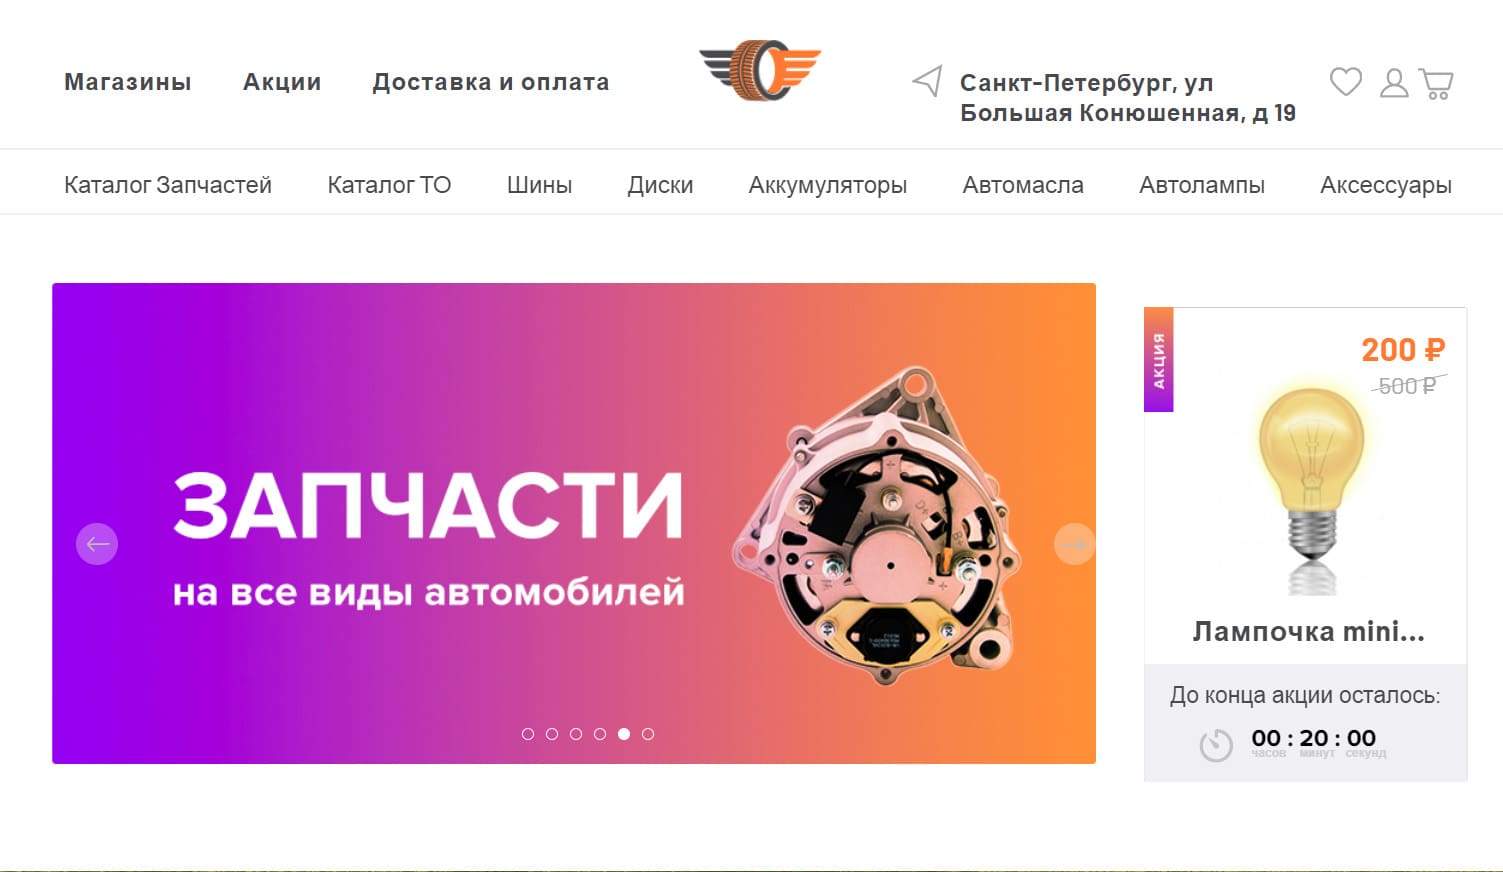 Магазины
Акции
Доставка и оплата
Санкт-Петербург, ул
Большая Конюшенная, д 19
Каталог Запчастей
Каталог ТО
Шины
Диски
Аккумуляторы
Автомасла
Автолампы
Аксессуары
ЗАПЧАСТИ
на все виды автомобилей
АКЦИЯ
200 ₽
500 ₽
Лампочка mini...
До конца акции осталось:
00 : 20 : 00
часов минут секунд